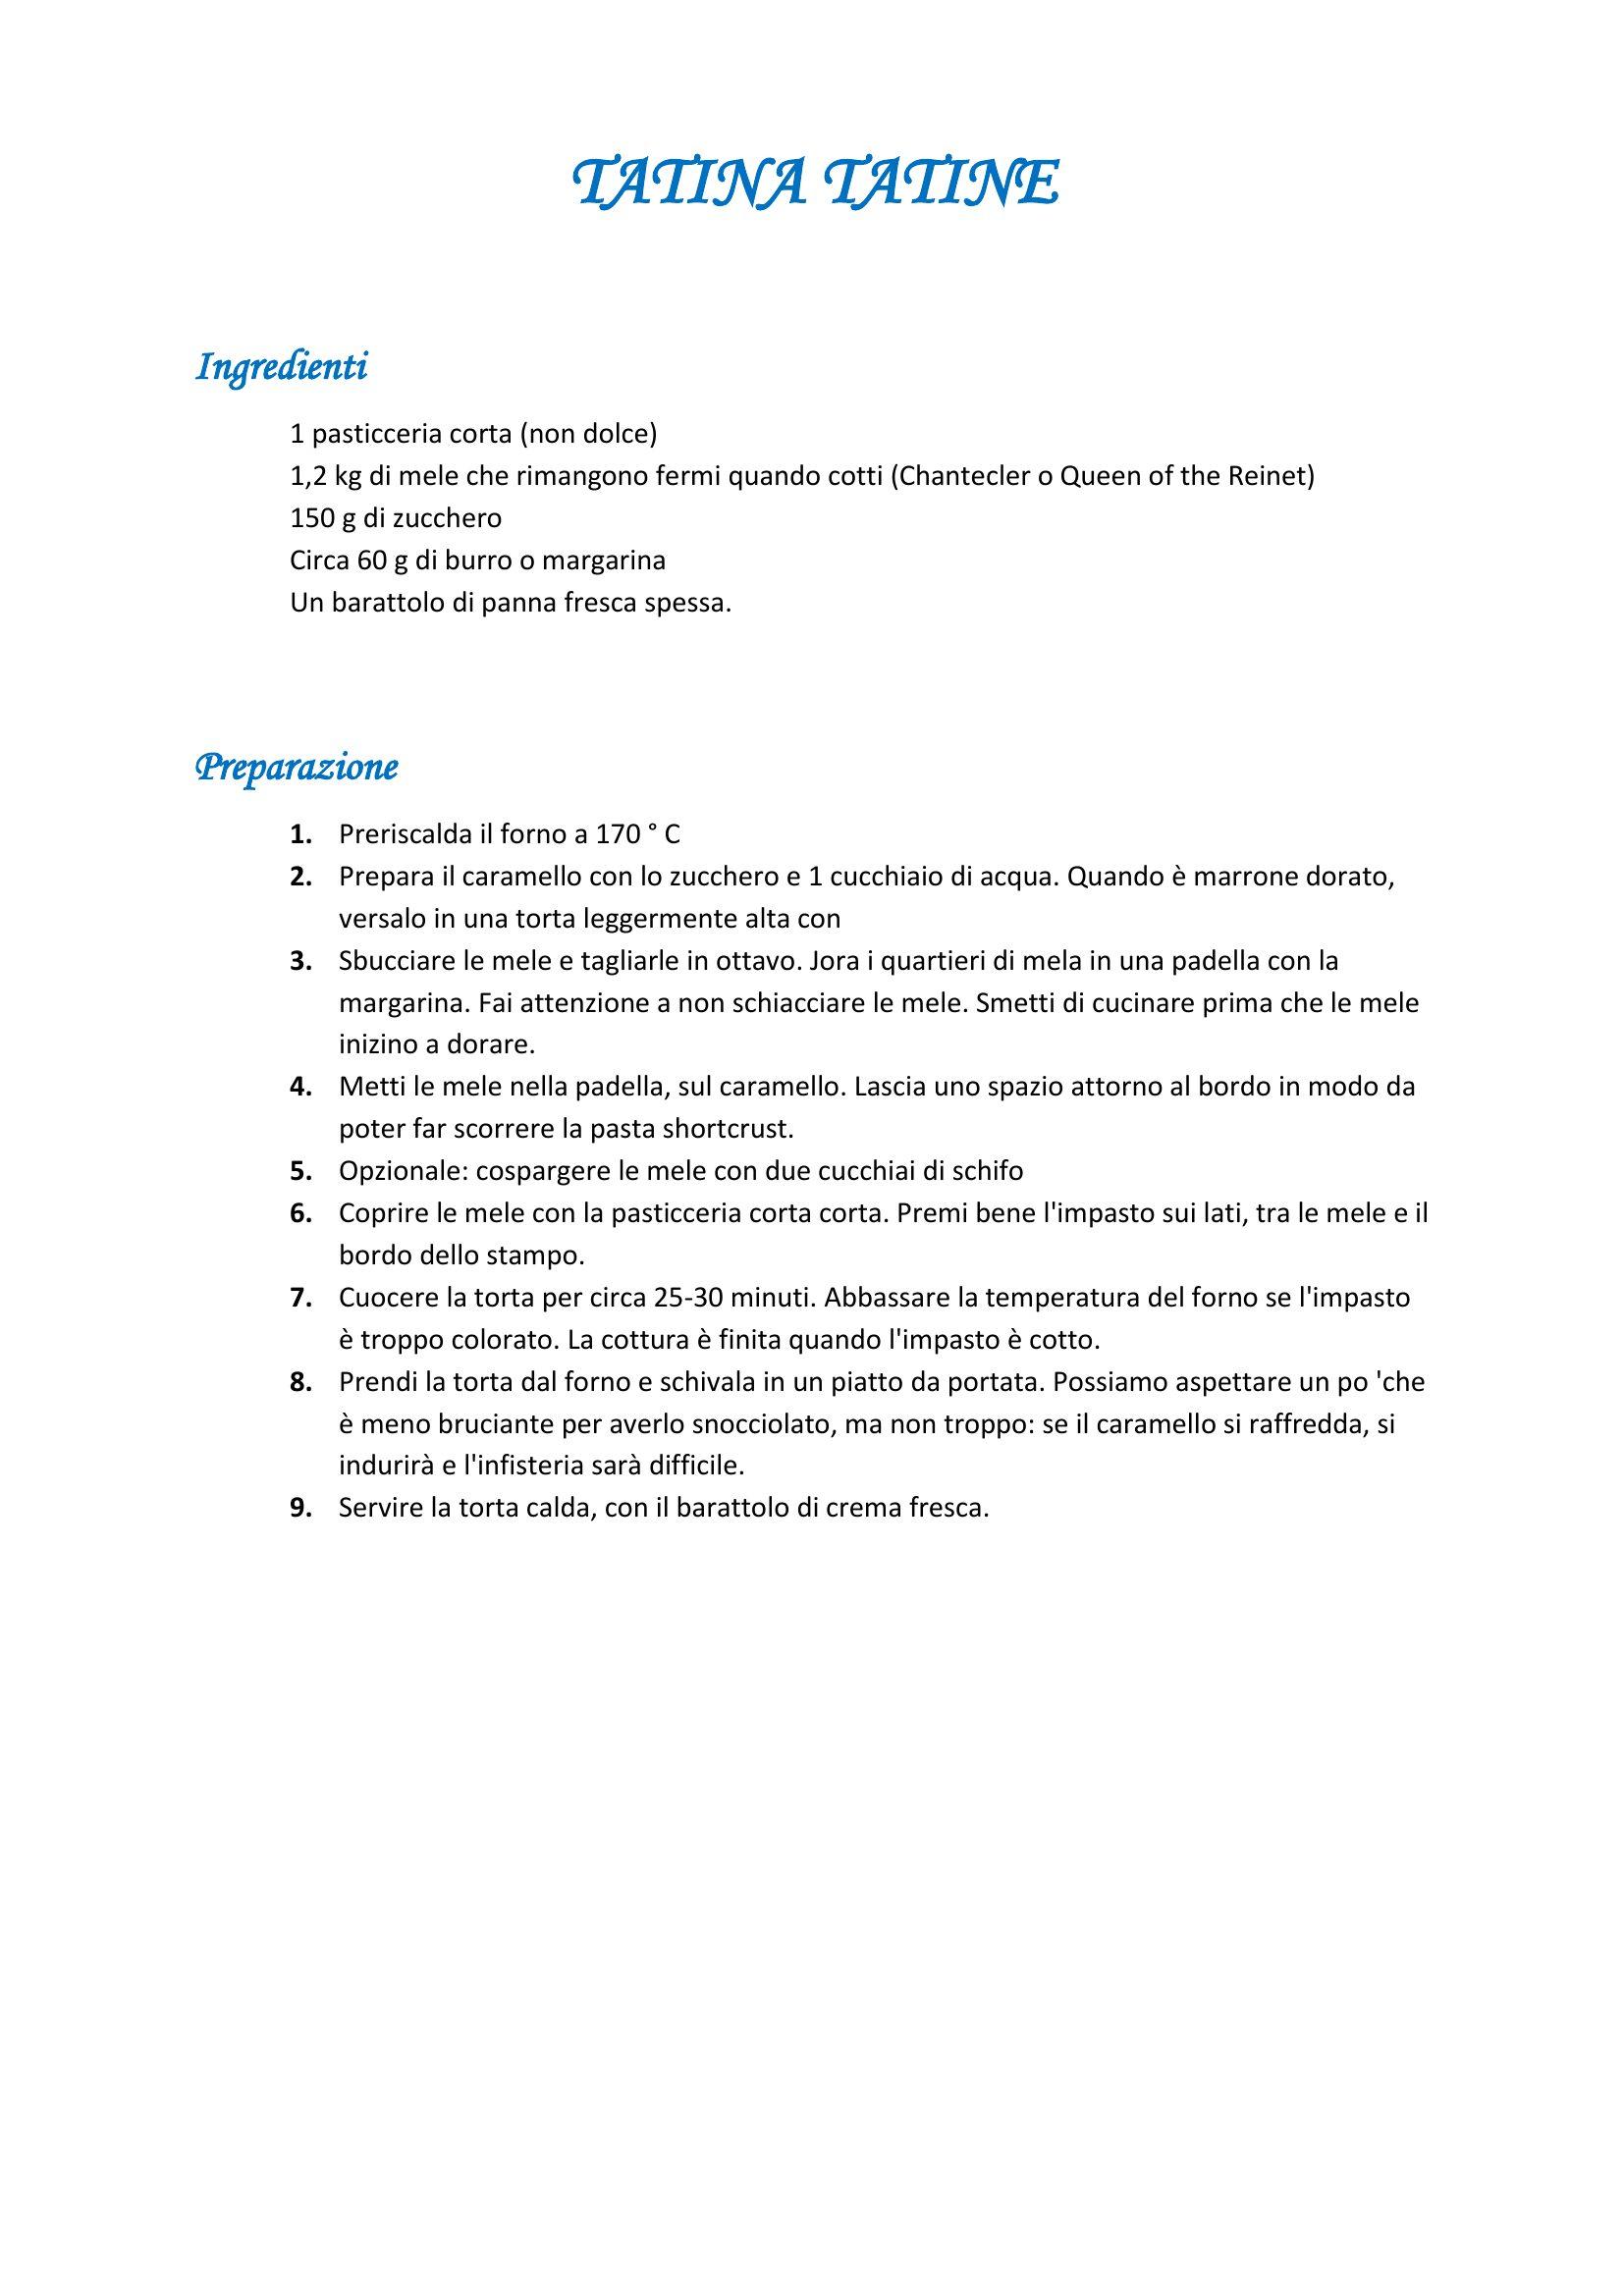 TATINA TATINE
Ingredienti
1 pasticceria corta (non dolce)
1,2 kg di mele che rimangono fermi quando cotti (Chantecler o Queen of the Reinet)
150 g di zucchero
Circa 60 g di burro o margarina
Un barattolo di panna fresca spessa.
Preparazione
1. Preriscalda il forno a 170 ° C
2. Prepara il caramello con lo zucchero e 1 cucchiaio di acqua. Quando è marrone dorato,
versalo in una torta leggermente alta con
3. Sbucciare le mele e tagliarle in ottavo. Jora i quartieri di mela in una padella con la
margarina. Fai attenzione a non schiacciare le mele. Smetti di cucinare prima che le mele
inizino a dorare.
4. Metti le mele nella padella, sul caramello. Lascia uno spazio attorno al bordo in modo da
poter far scorrere la pasta shortcrust.
5. Opzionale: cospargere le mele con due cucchiai di schifo
6. Coprire le mele con la pasticceria corta corta. Premi bene l'impasto sui lati, tra le mele e il
bordo dello stampo.
7. Cuocere la torta per circa 25-30 minuti. Abbassare la temperatura del forno se l'impasto
è troppo colorato. La cottura è finita quando l'impasto è cotto.
8. Prendi la torta dal forno e schivala in un piatto da portata. Possiamo aspettare un po 'che
è meno bruciante per averlo snocciolato, ma non troppo: se il caramello si raffredda, si
indurirà e l'infisteria sarà difficile.
9. Servire la torta calda, con il barattolo di crema fresca.